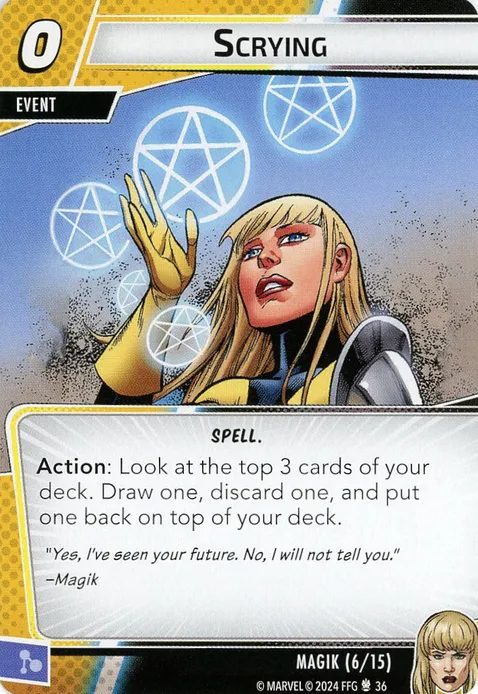 0
SCRYING
EVENT
SPELL.
Action: Look at the top 3 cards of your
deck. Draw one, discard one, and put
one back on top of your deck.
"Yes, I've seen your future. No, I will not tell you."
–Magik
MAGIK (6/15)
© MARVEL © 2024 FFG 36